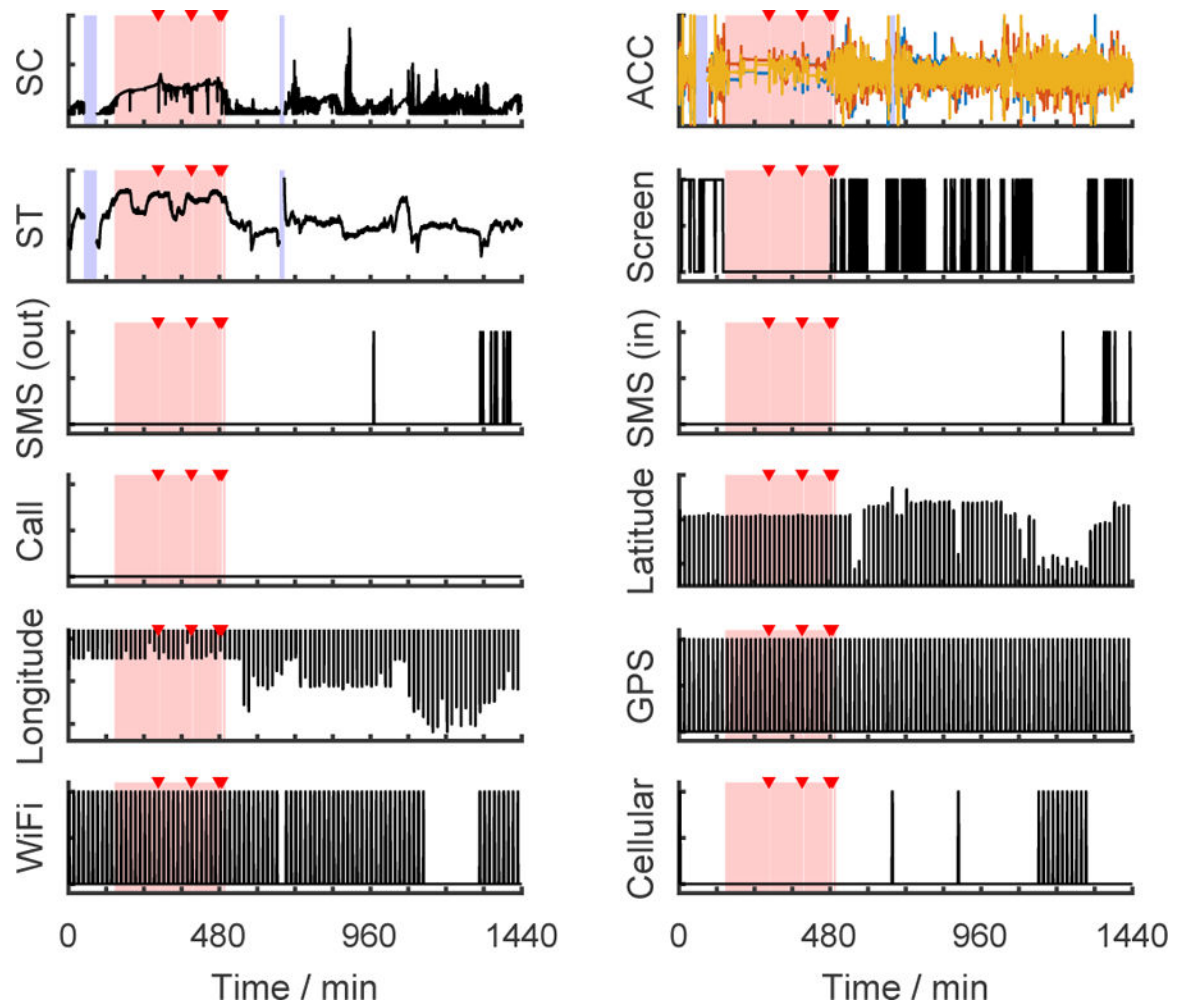 SC
ACC
ST
Screen
SMS (out)
SMS (in)
Call
Latitude
Longitude
GPS
WiFi
Cellular
0 480 960 1440
0 480 960 1440
Time / min
Time / min